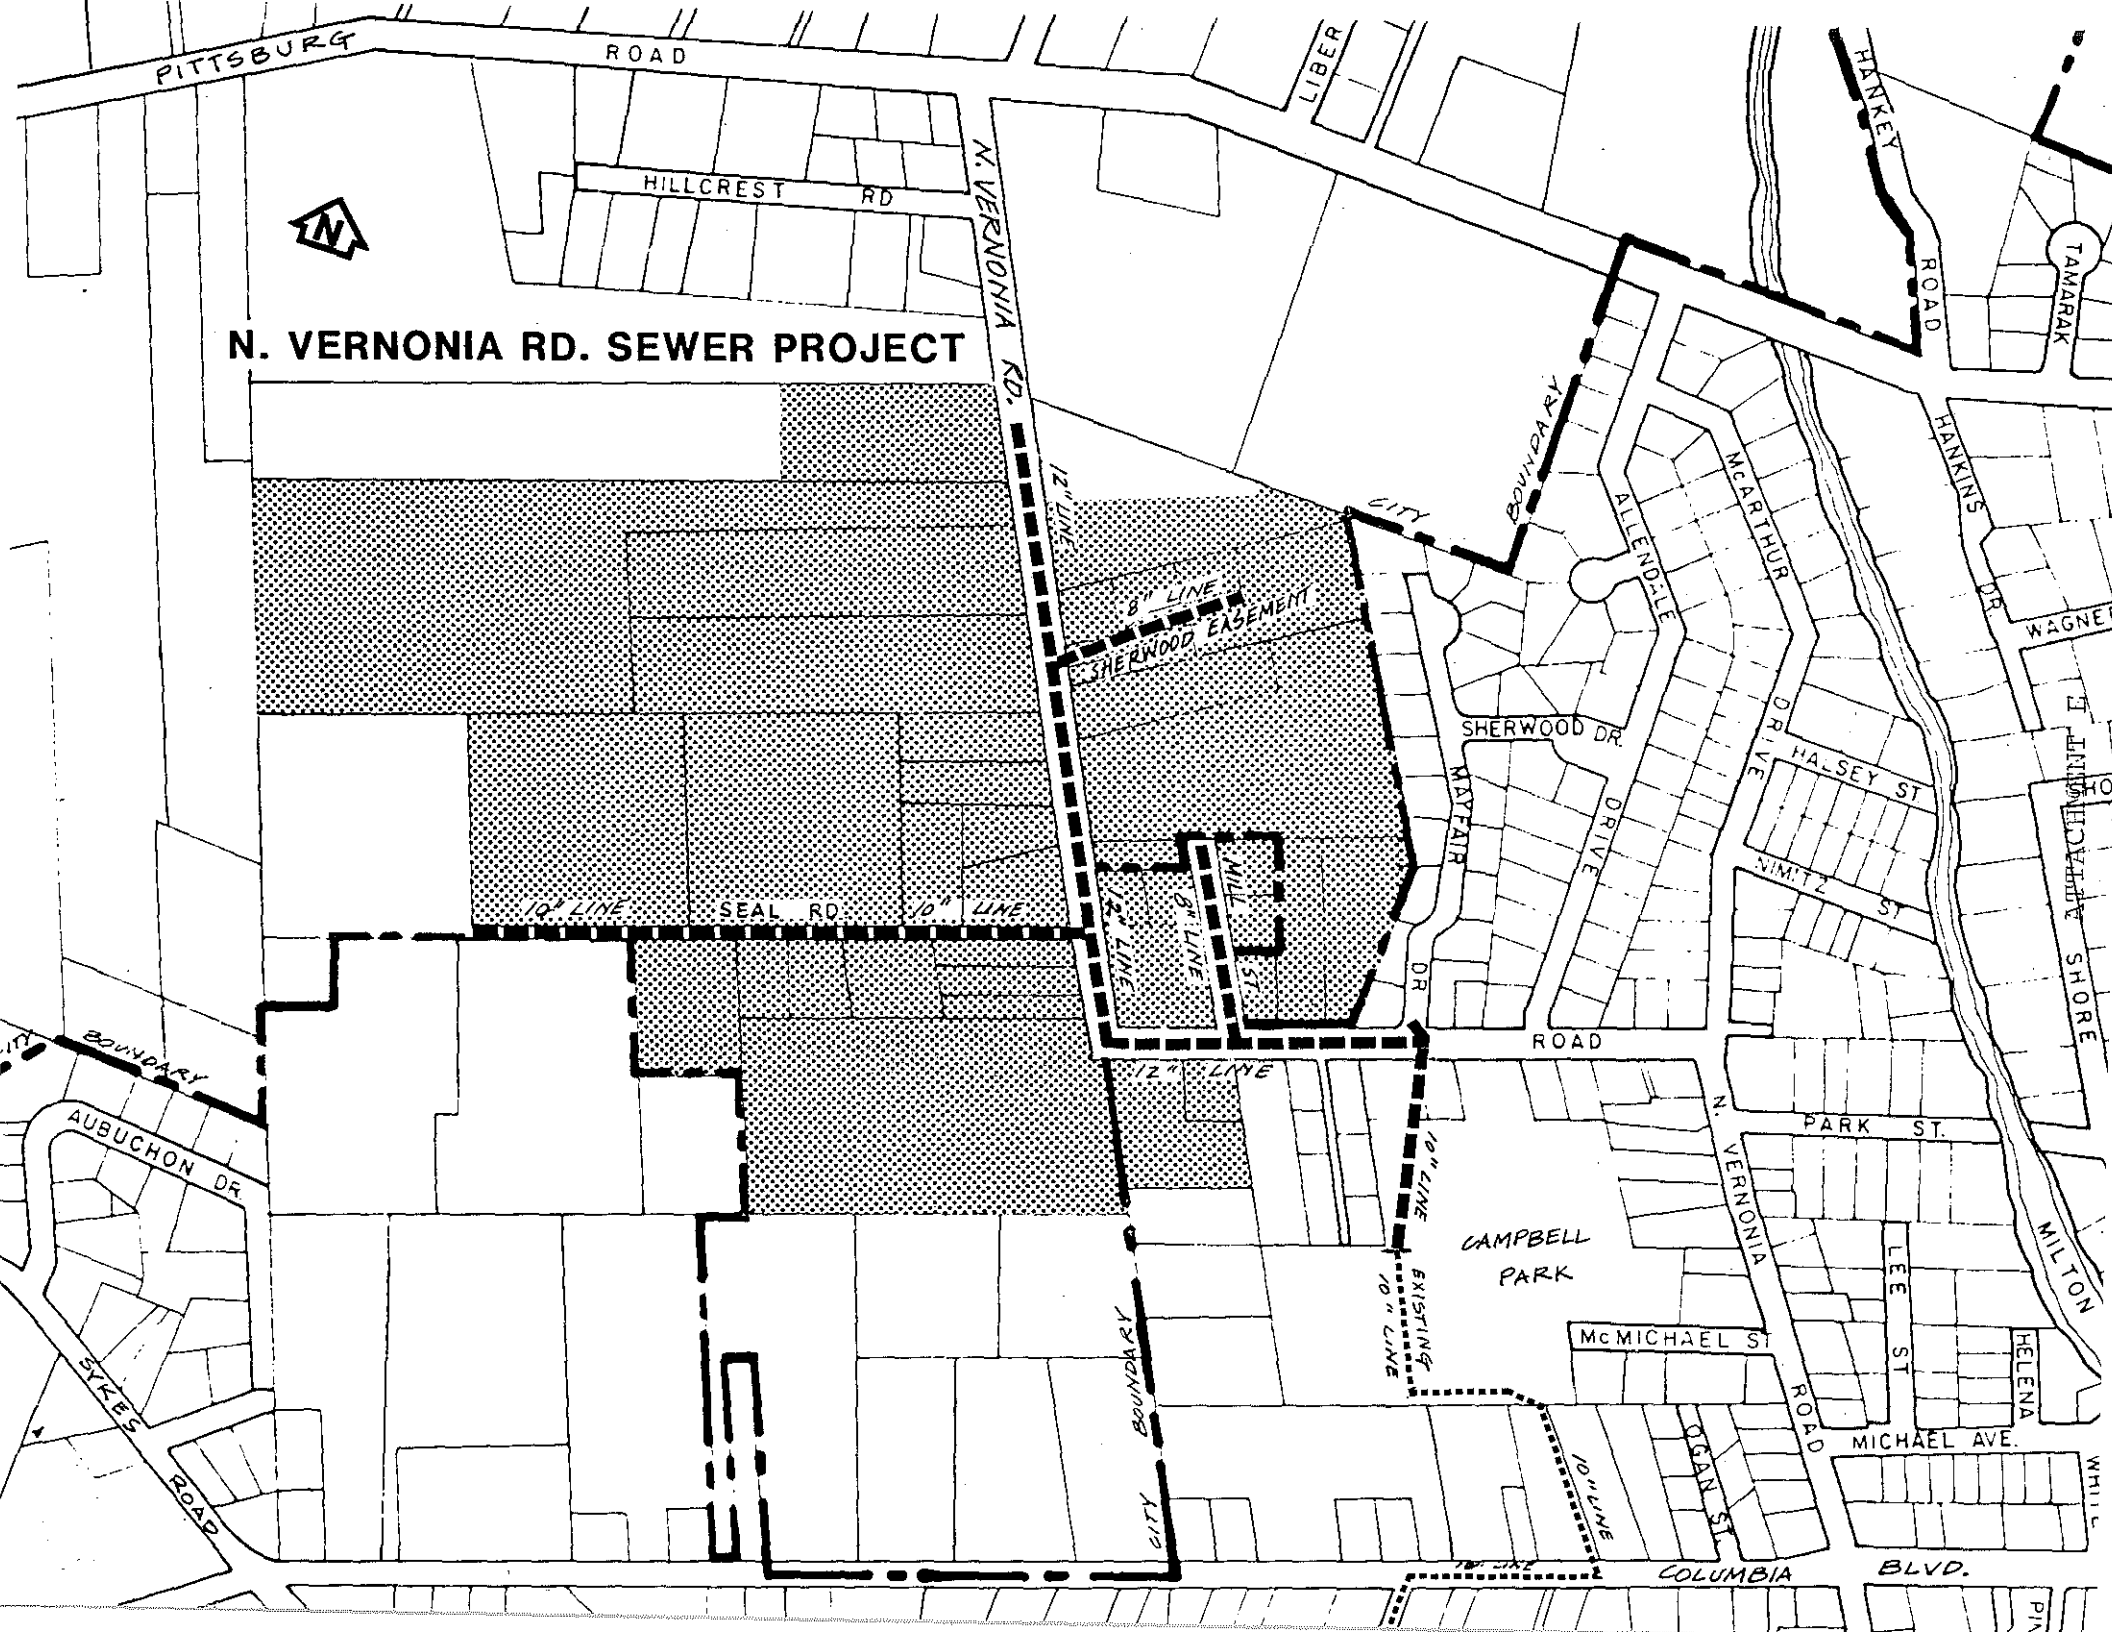 PITTSBURG ROAD
LIBER
HANKEY ROAD
TAMARAK
HILLCREST RD
N
N. VERNONIA RD.
N. VERNONIA RD. SEWER PROJECT
12" LINE
CITY BOUNDARY
ALLENDALE
McARTHUR
HANKINS DR
8" LINE
SHERWOOD EASEMENT
SHERWOOD DR.
MAYFAIR DR
DRIVE
DRIVE
HALSEY ST
NIMITZ ST
10" LINE SEAL RD. 10" LINE
12" LINE
8" LINE
MILL ST
ATTACHMENT E
SHORE
ROAD
12" LINE
BOUNDARY
AUBUCHON DR.
10" LINE
CAMPBELL
PARK
PARK ST.
N. VERNONIA ROAD
EXISTING
10" LINE
McMICHAEL ST
LEE ST
HELENA
MILTON
SYKES ROAD
CITY BOUNDARY
10" LINE
MICHAEL AVE.
10" LINE
COLUMBIA BLVD.